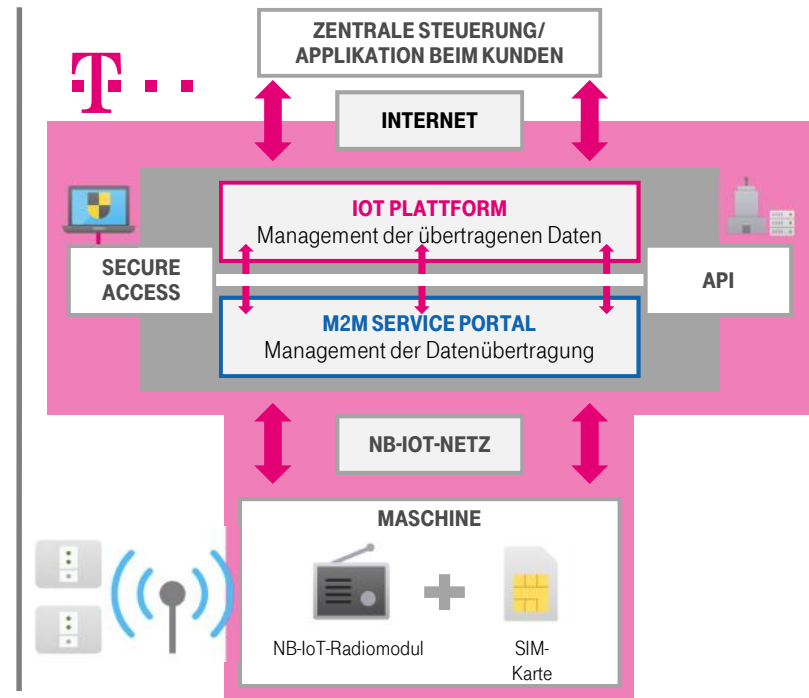 ZENTRALE STEUERUNG/
APPLIKATION BEIM KUNDEN
T
INTERNET
IOT PLATTFORM
Management der übertragenen Daten
SECURE
ACCESS
API
M2M SERVICE PORTAL
Management der Datenübertragung
NB-IOT-NETZ
MASCHINE
NB-IoT-Radiomodul
SIM-
Karte